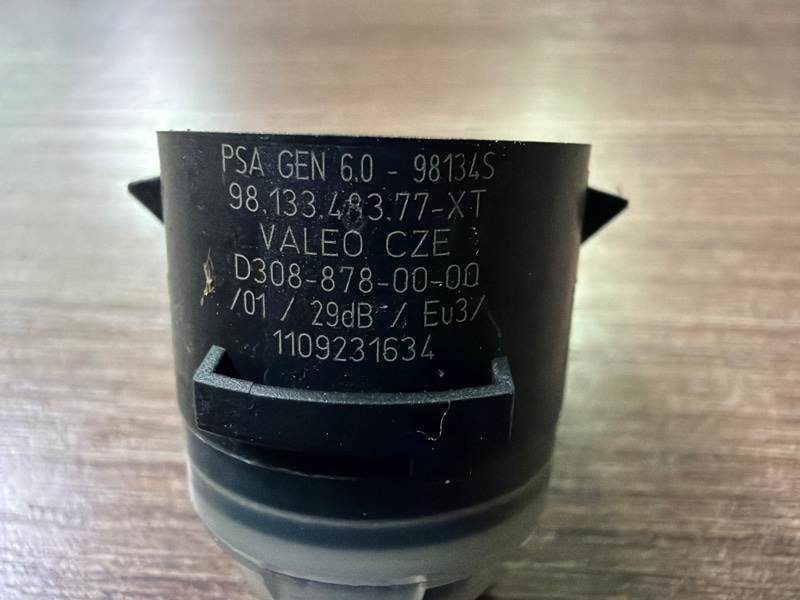 PSA GEN 6.0 - 98134S
98.133.483.77-XT
VALEO CZE
D308-878-00-00
/01 / 29dB / Eu3/
1109231634